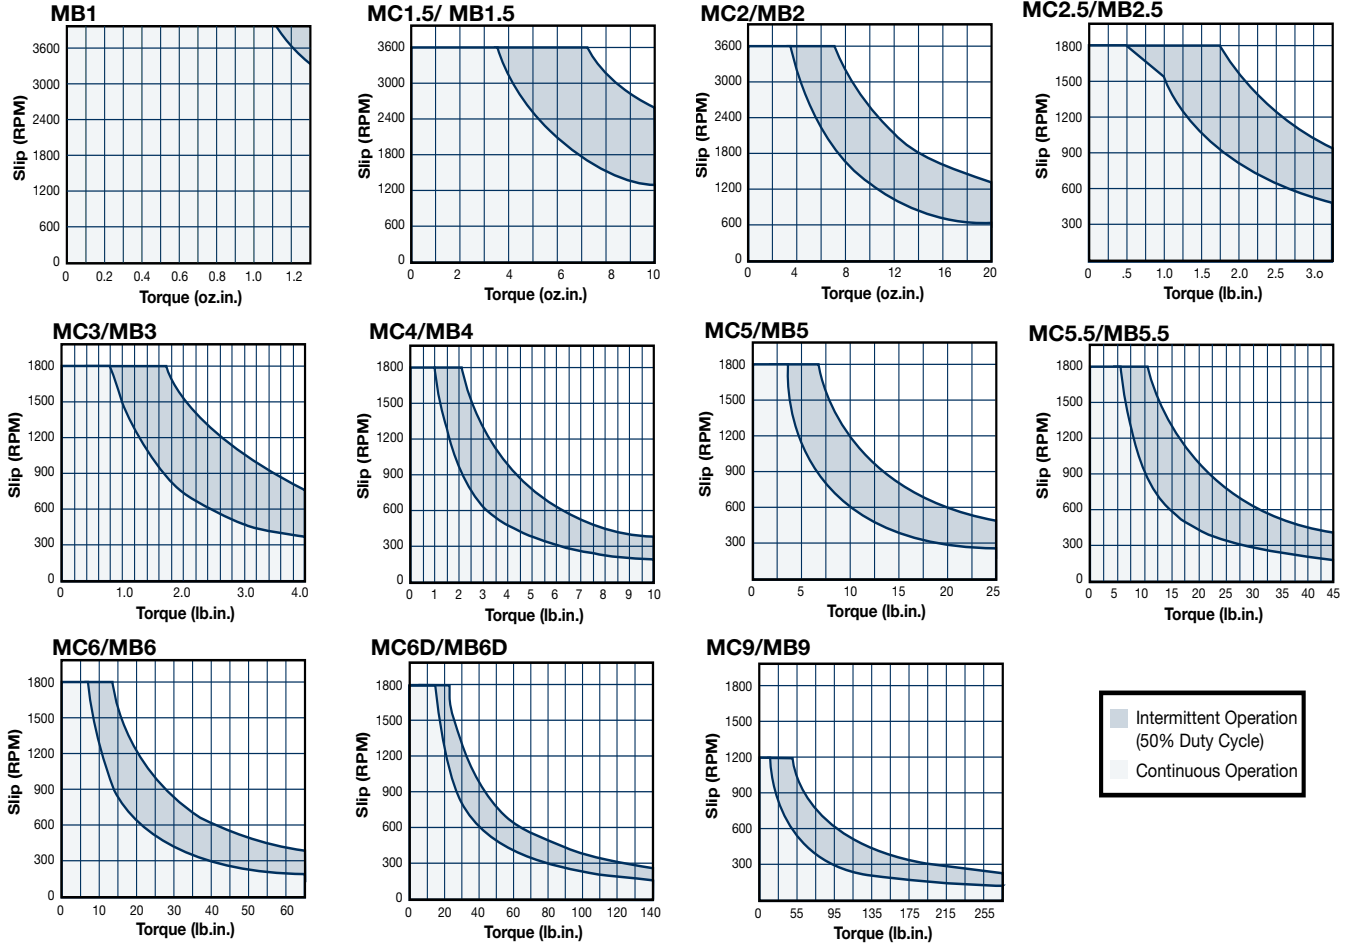 MB1
Slip (RPM)
3600
3000
2400
1800
1200
600
0
0 0.2 0.4 0.6 0.8 1.0 1.2
Torque (oz.in.)
MC1.5/ MB1.5
Slip (RPM)
3600
3000
2400
1800
1200
600
0
0 2 4 6 8 10
Torque (oz.in.)
MC2/MB2
Slip (RPM)
3600
3000
2400
1800
1200
600
0
0 4 8 12 16 20
Torque (oz.in.)
MC2.5/MB2.5
Slip (RPM)
1800
1500
1200
900
600
300
0 .5 1.0 1.5 2.0 2.5 3.o
Torque (lb.in.)
MC3/MB3
Slip (RPM)
1800
1500
1200
900
600
300
0
0 1.0 2.0 3.0 4.0
Torque (lb.in.)
MC4/MB4
Slip (RPM)
1800
1500
1200
900
600
300
0
0 1 2 3 4 5 6 7 8 9 10
Torque (lb.in.)
MC5/MB5
Slip (RPM)
1800
1500
1200
900
600
300
0 5 10 15 20 25
Torque (lb.in.)
MC5.5/MB5.5
Slip (RPM)
1800
1500
1200
900
600
300
0
0 5 10 15 20 25 30 35 40 45
Torque (lb.in.)
MC6/MB6
Slip (RPM)
1800
1500
1200
900
600
300
0
0 10 20 30 40 50 60
Torque (lb.in.)
MC6D/MB6D
Slip (RPM)
1800
1500
1200
900
600
300
0
0 20 40 60 80 100 120 140
Torque (lb.in.)
MC9/MB9
Slip (RPM)
1800
1500
1200
900
600
300
0 55 95 135 175 215 255
Torque (lb.in.)
Intermittent Operation
(50% Duty Cycle)
Continuous Operation